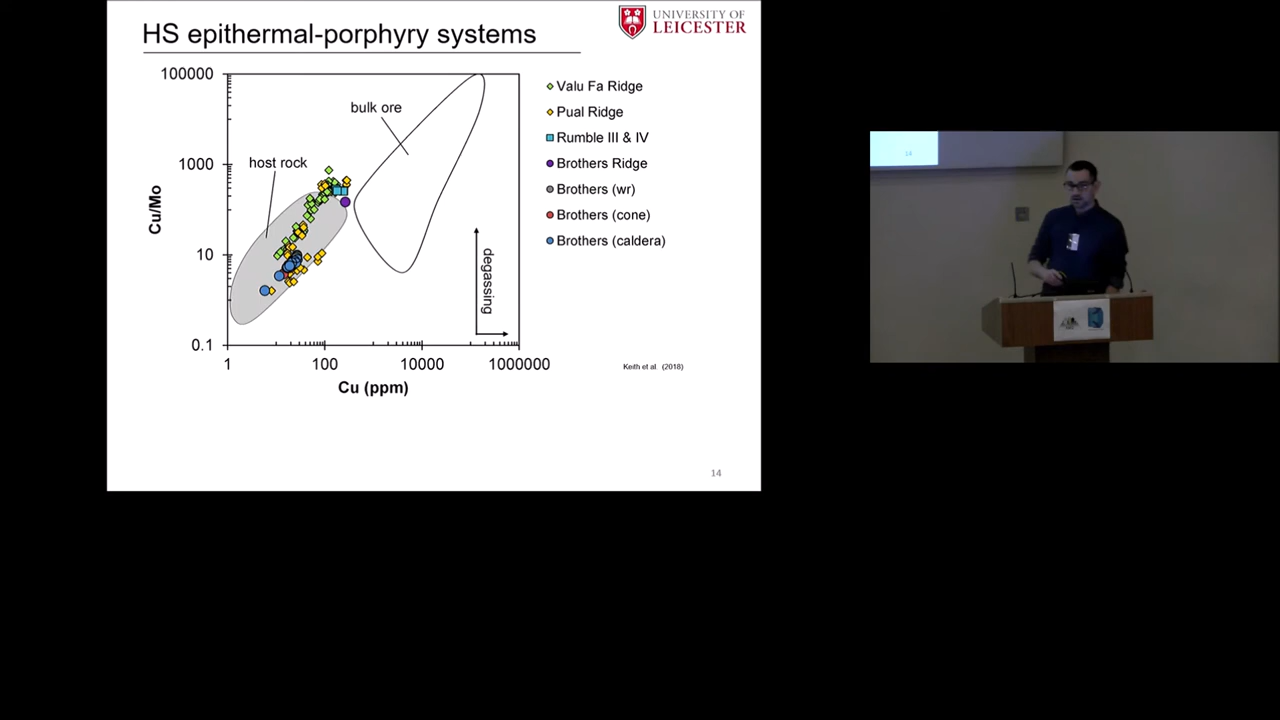 HS epithermal-porphyry systems
UNIVERSITY OF
LEICESTER
100000
1000
10
0.1
Cu/Mo
host rock
bulk ore
degassing
1
100
10000
1000000
Cu (ppm)
Valu Fa Ridge
Pual Ridge
Rumble III & IV
Brothers Ridge
Brothers (wr)
Brothers (cone)
Brothers (caldera)
Keith et al. (2018)
14
14